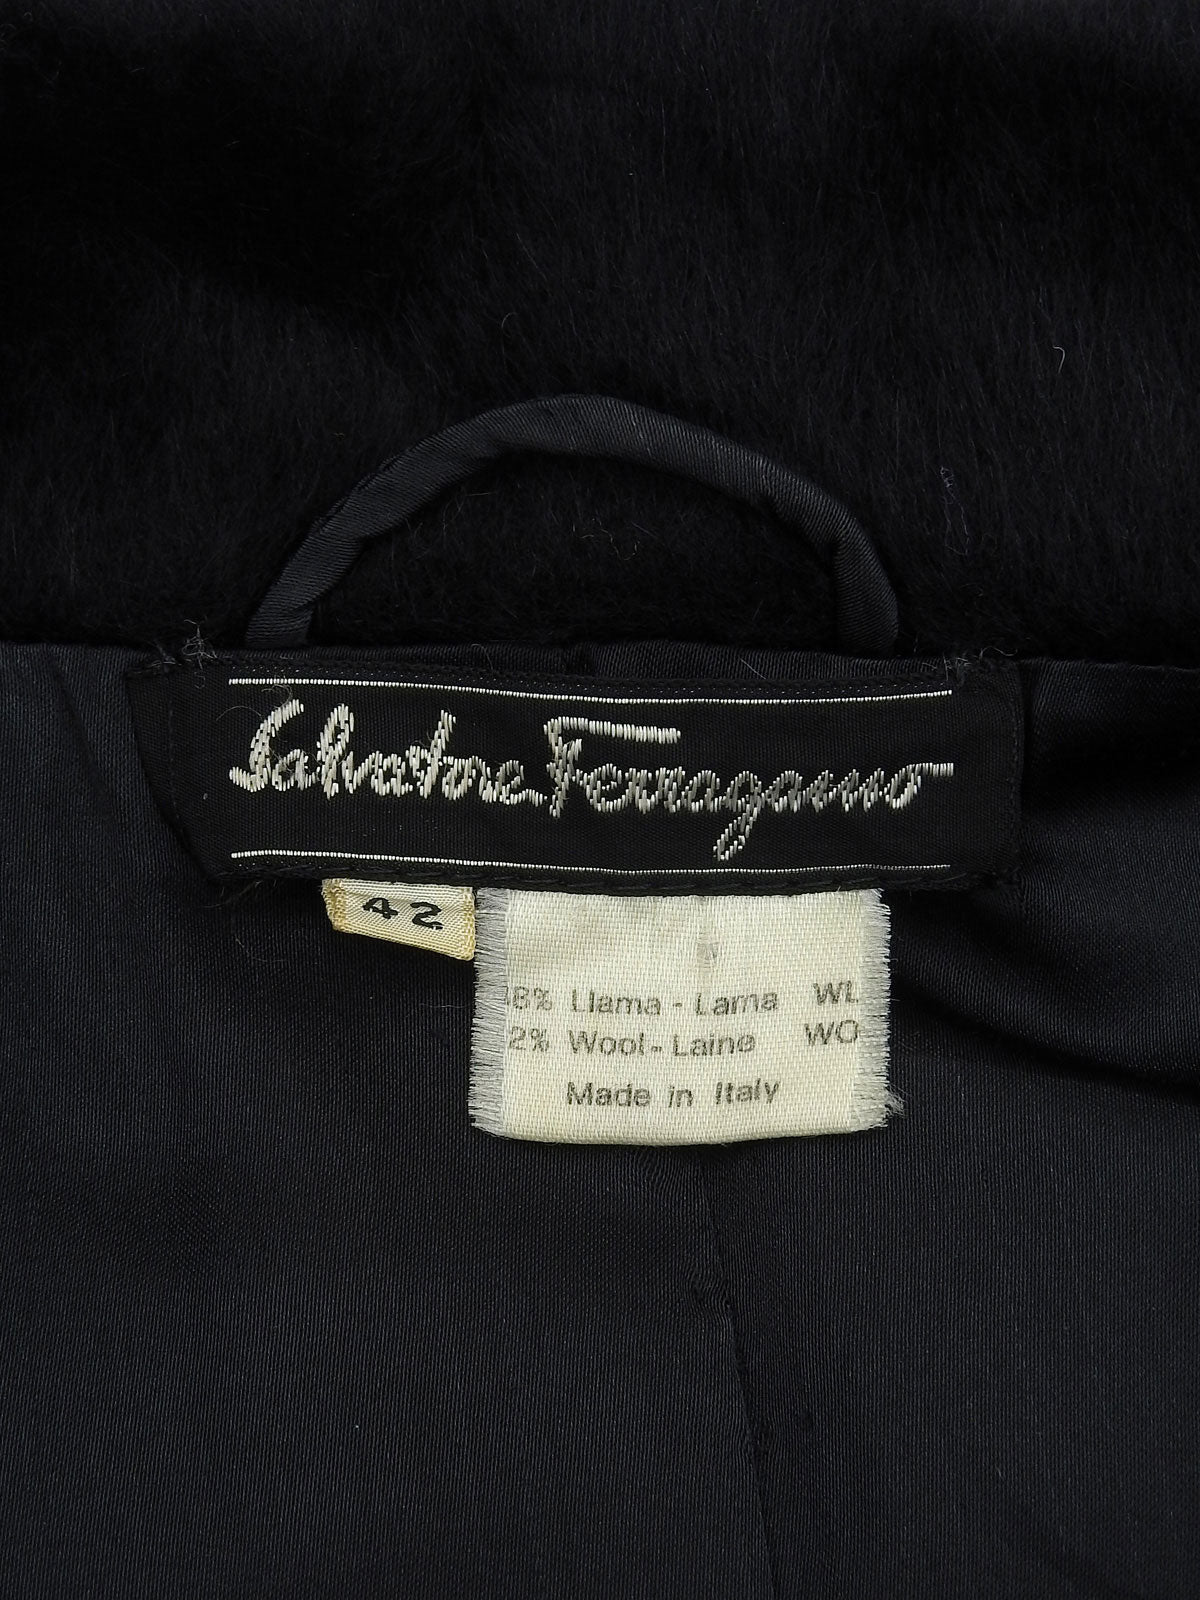 Salvatore Ferragamo
42
8% Llama - Lama WL
2% Wool - Laine WO
Made in Italy